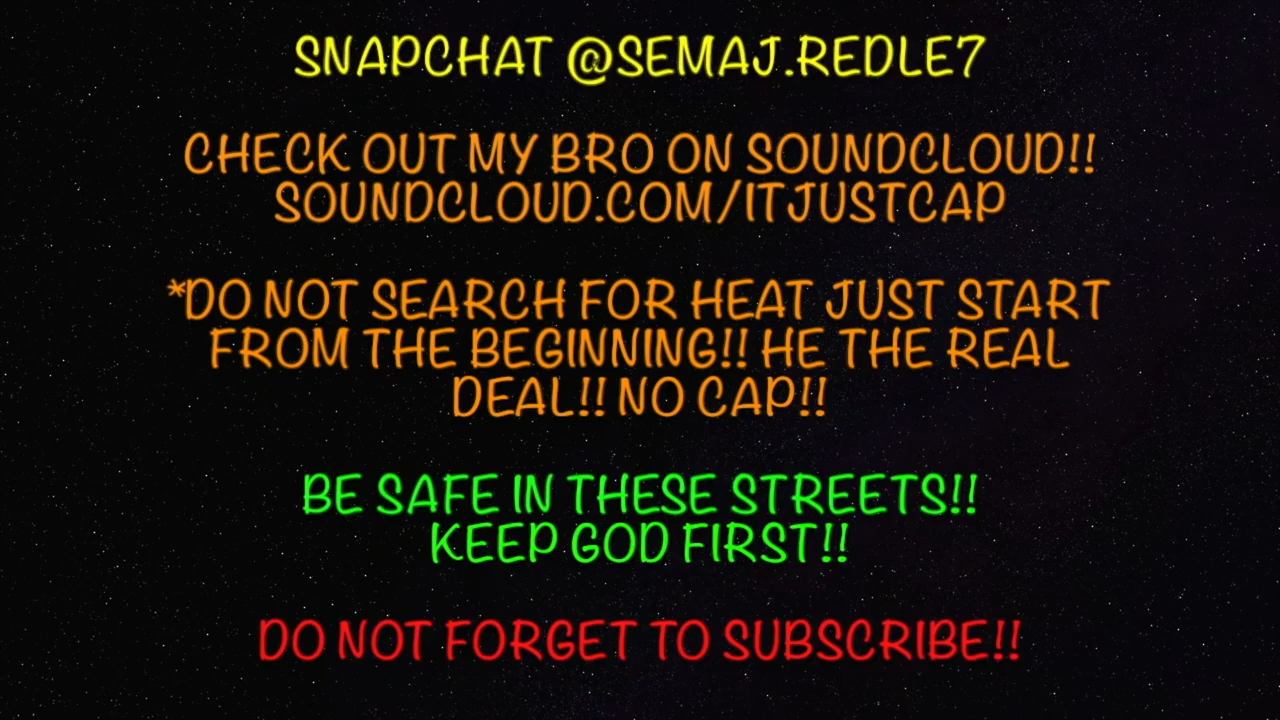 SNAPCHAT @SEMAJ.REDLE7
CHECK OUT MY BRO ON SOUNDCLOUD!!
SOUNDCLOUD.COM/ITJUSTCAP
*DO NOT SEARCH FOR HEAT JUST START
FROM THE BEGINNING!! HE THE REAL
DEAL!! NO CAP!!
BE SAFE IN THESE STREETS!!
KEEP GOD FIRST!!
DO NOT FORGET TO SUBSCRIBE!!